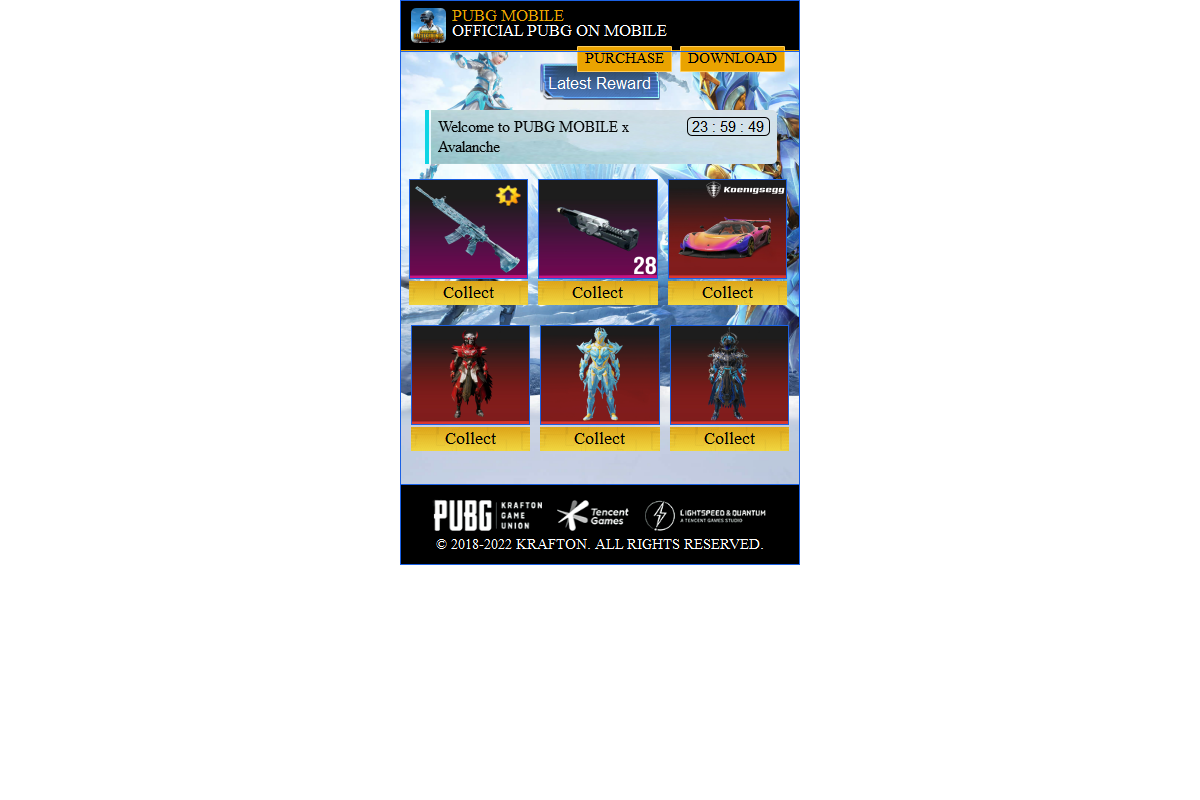 PUBG MOBILE
OFFICIAL PUBG ON MOBILE
PURCHASE
DOWNLOAD
Latest Reward
Welcome to PUBG MOBILE x
Avalanche
23 : 59 : 49
28
Koenigsegg
Collect
Collect
Collect
Collect
Collect
Collect
PUBG
KRAFTON
GAME
UNION
Tencent
Games
LIGHTSPEED & QUANTUM
A TENCENT GAMES STUDIO
© 2018-2022 KRAFTON. ALL RIGHTS RESERVED.